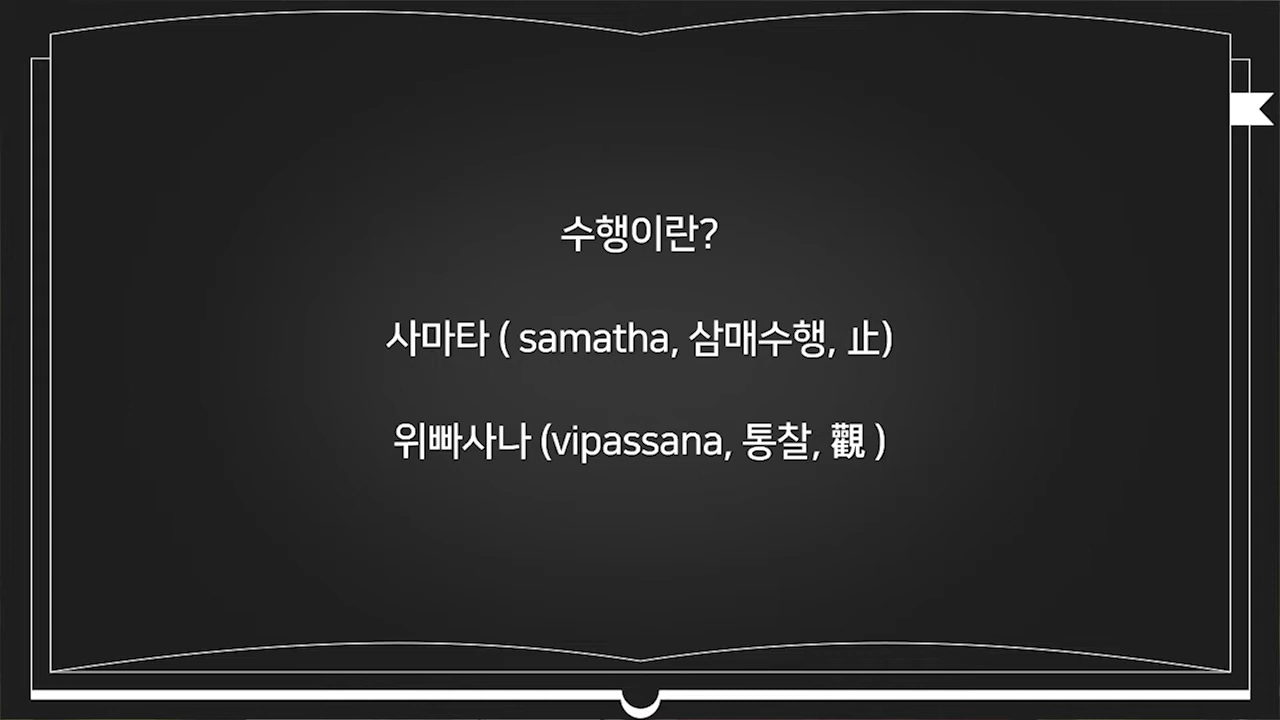 수행이란?
사마타 ( samatha, 삼매수행, 止)
위빠사나 (vipassana, 통찰, 觀 )